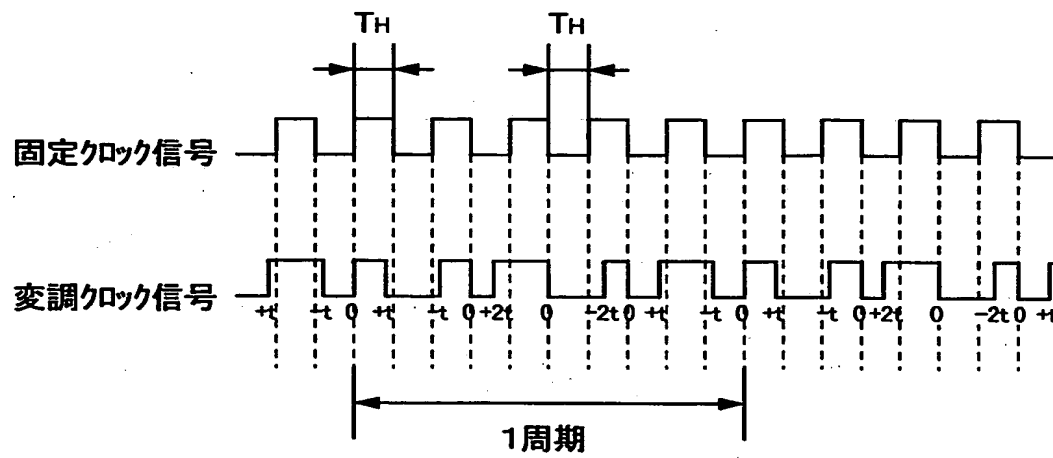 TH TH
固定クロック信号
変調クロック信号
+t -t 0 +t -t 0 +2t 0 -2t 0 +t -t 0 +t -t 0 +2t 0 -2t 0 +t
1周期